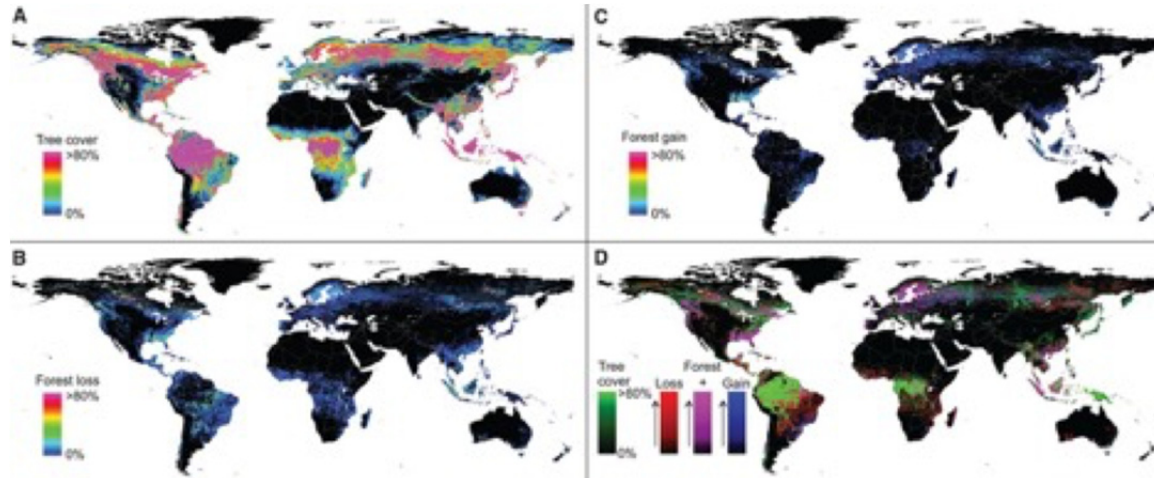 A
Tree cover
>80%
0%
C
Forest gain
>80%
0%
B
Forest loss
>80%
0%
D
Tree
cover
>80%
0%
Forest
Loss + Gain